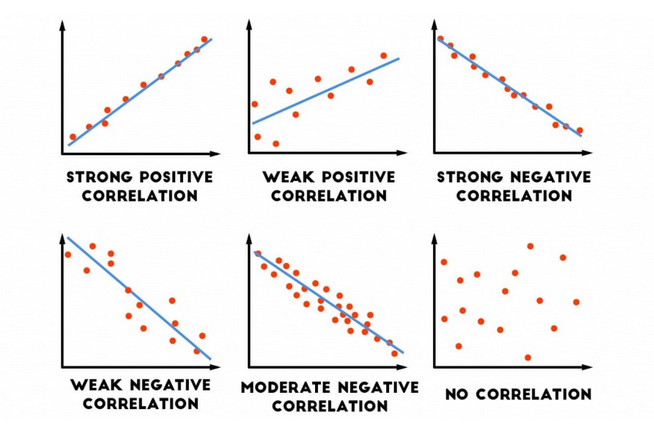 STRONG POSITIVE
CORRELATION
WEAK POSITIVE
CORRELATION
STRONG NEGATIVE
CORRELATION
WEAK NEGATIVE
CORRELATION
MODERATE NEGATIVE
CORRELATION
NO CORRELATION